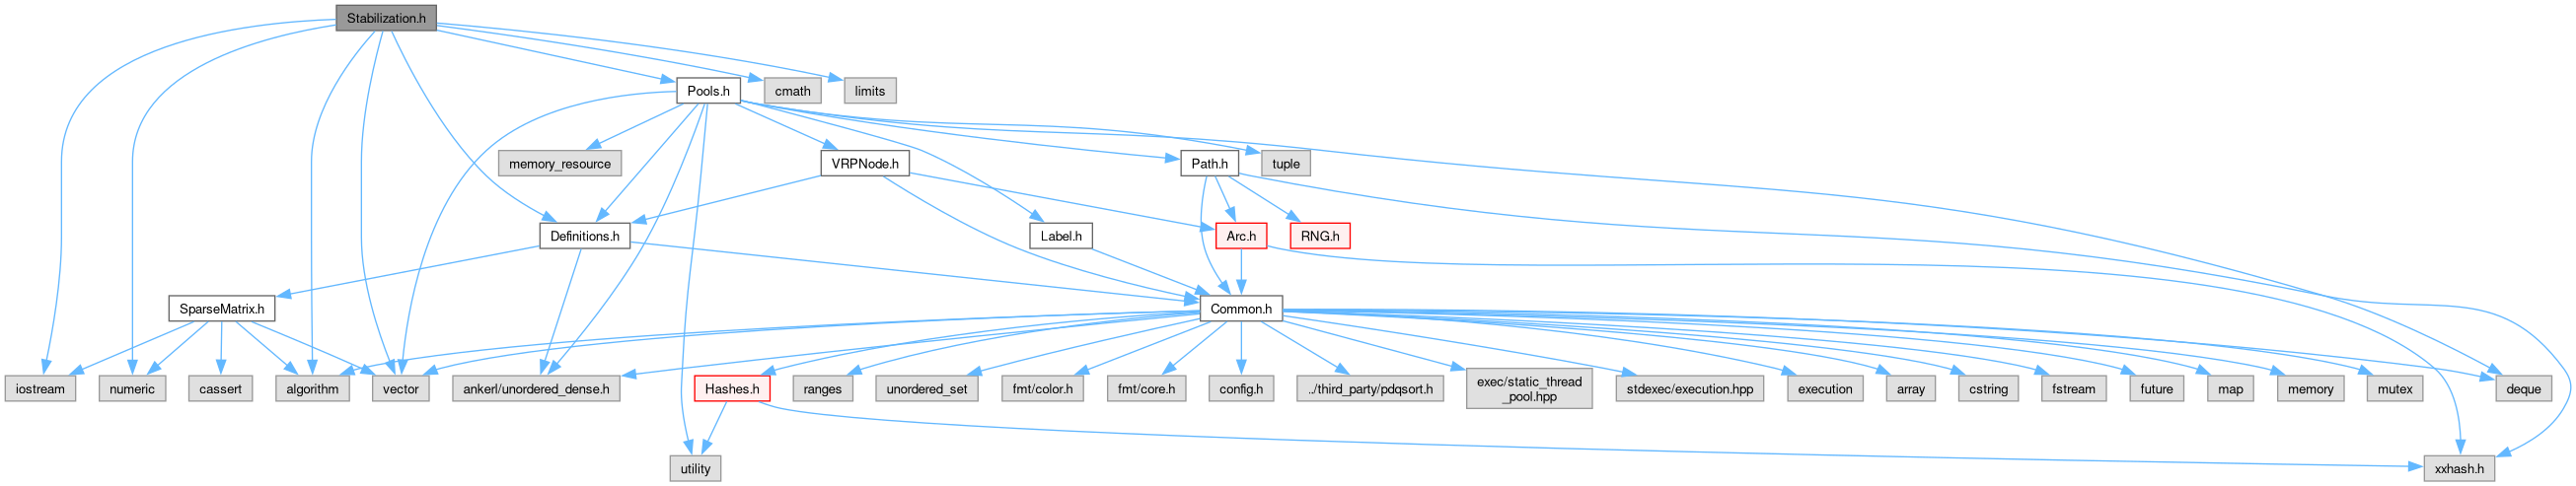 Stabilization.h
Pools.h
cmath
limits
memory_resource
VRPNode.h
Path.h
tuple
Definitions.h
Label.h
Arc.h
RNG.h
SparseMatrix.h
Common.h
iostream
numeric
cassert
algorithm
vector
ankerl/unordered_dense.h
Hashes.h
ranges
unordered_set
fmt/color.h
fmt/core.h
config.h
../third_party/pdqsort.h
exec/static_thread
_pool.hpp
stdexec/execution.hpp
execution
array
cstring
fstream
future
map
memory
mutex
deque
utility
xxhash.h